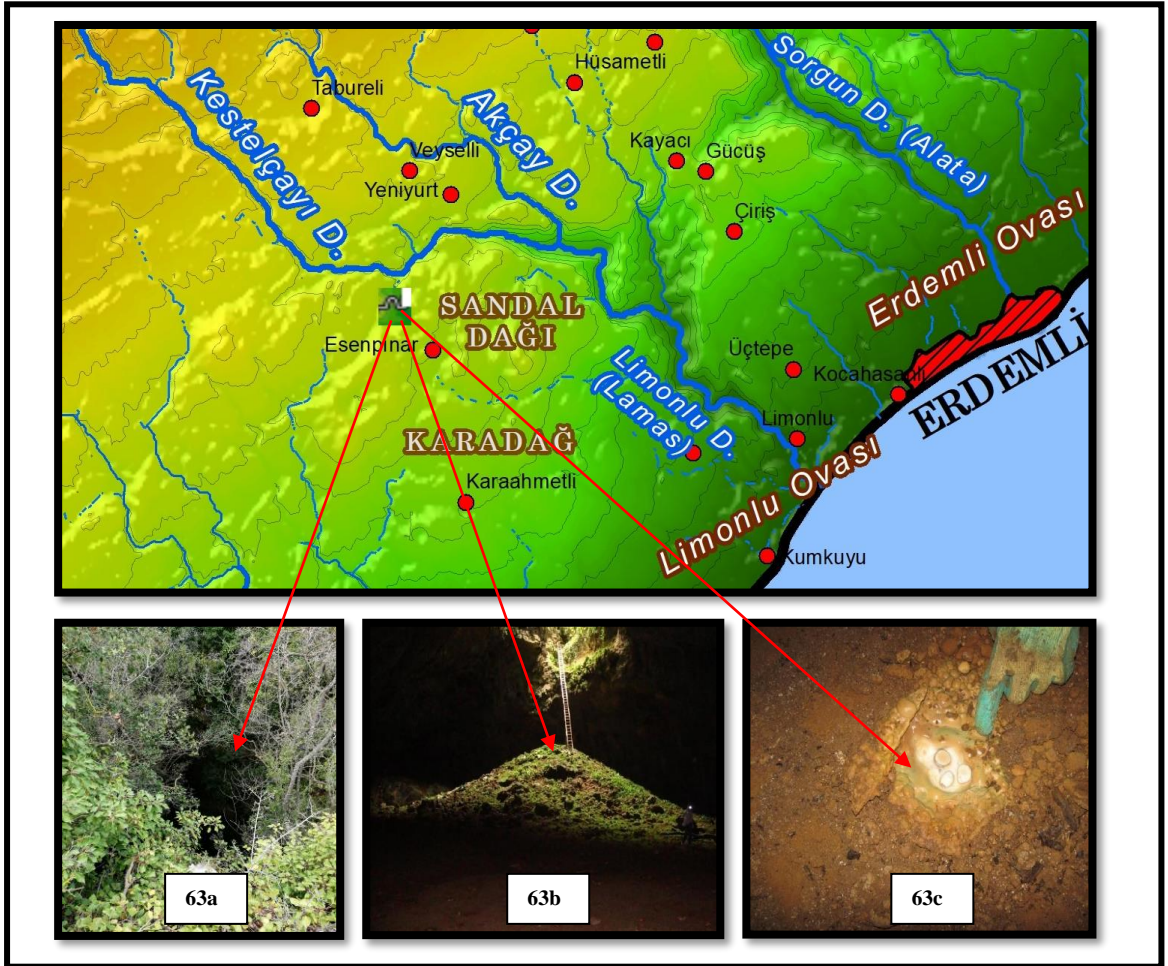 Hüsametli
Sorgun D. (Alata)
Tabureli
Kestelçayı D.
Akçay D.
Kayacı
Gücüş
Veyselli
Yeniyurt
Çiriş
Erdemli Ovası
SANDAL
DAĞI
Esenpınar
Üçtepe
Limonlu D.
(Lamas)
Kocahasanlı
ERDEMLİ
Limonlu
KARADAĞ
Karaahmetli
Limonlu Ovası
Kumkuyu
63a
63b
63c